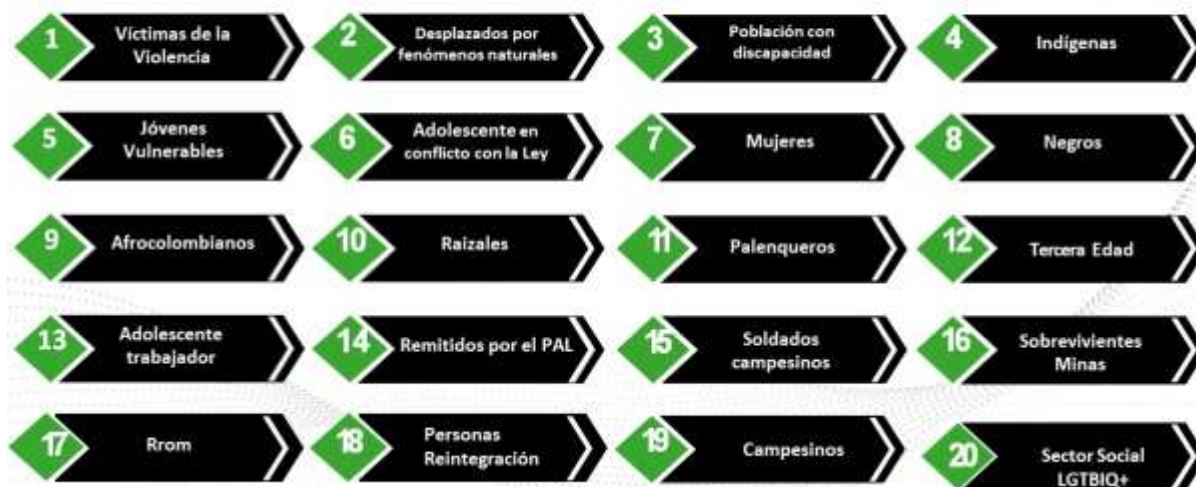 1
Víctimas de la
Violencia
2
Desplazados por
fenómenos naturales
3
Población con
discapacidad
4
Indígenas
5
Jóvenes
Vulnerables
6
Adolescente en
conflicto con la Ley
7
Mujeres
8
Negros
9
Afrocolombianos
10
Raizales
11
Palenqueros
12
Tercera Edad
13
Adolescente
trabajador
14
Remitidos por el PAL
15
Soldados
campesinos
16
Sobrevivientes
Minas
17
Rrom
18
Personas
Reintegración
19
Campesinos
20
Sector Social
LGTBIQ+